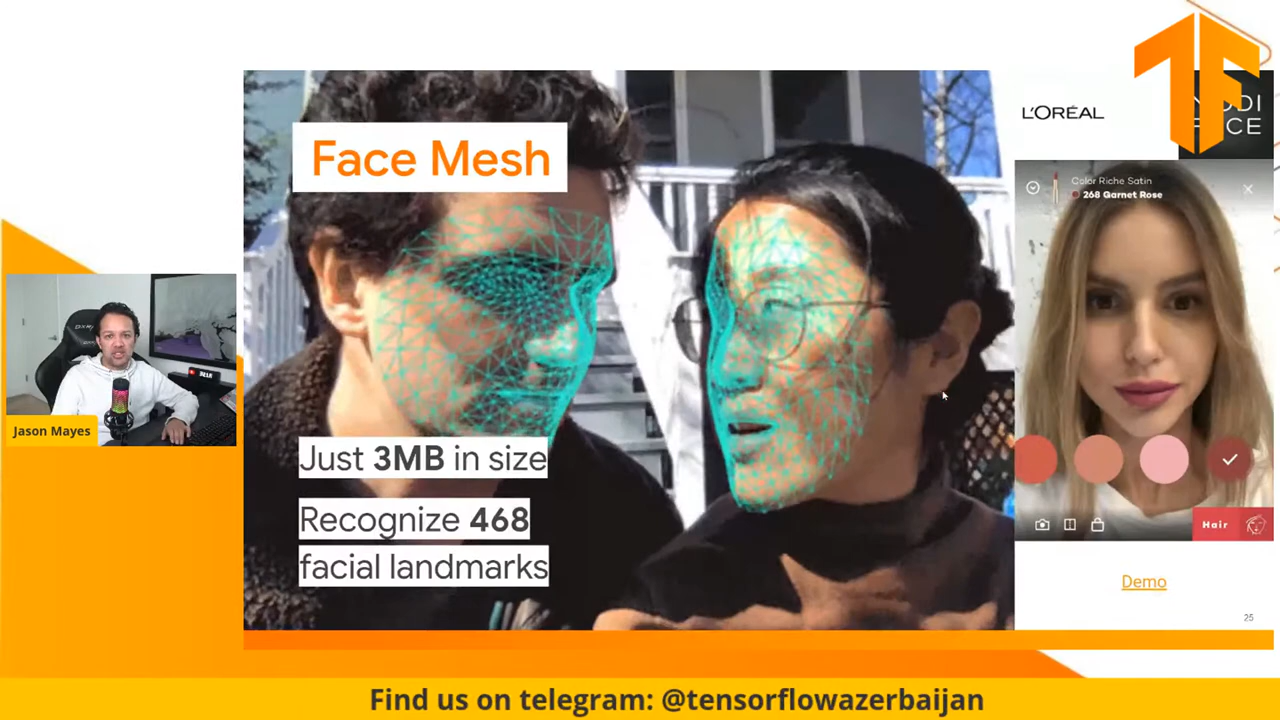 Face Mesh
Just 3MB in size
Recognize 468
facial landmarks
L'ORÉAL
Color Riche Satin
268 Garnet Rose
Hair
Demo
25
Jason Mayes
Find us on telegram: @tensorflowazerbaijan